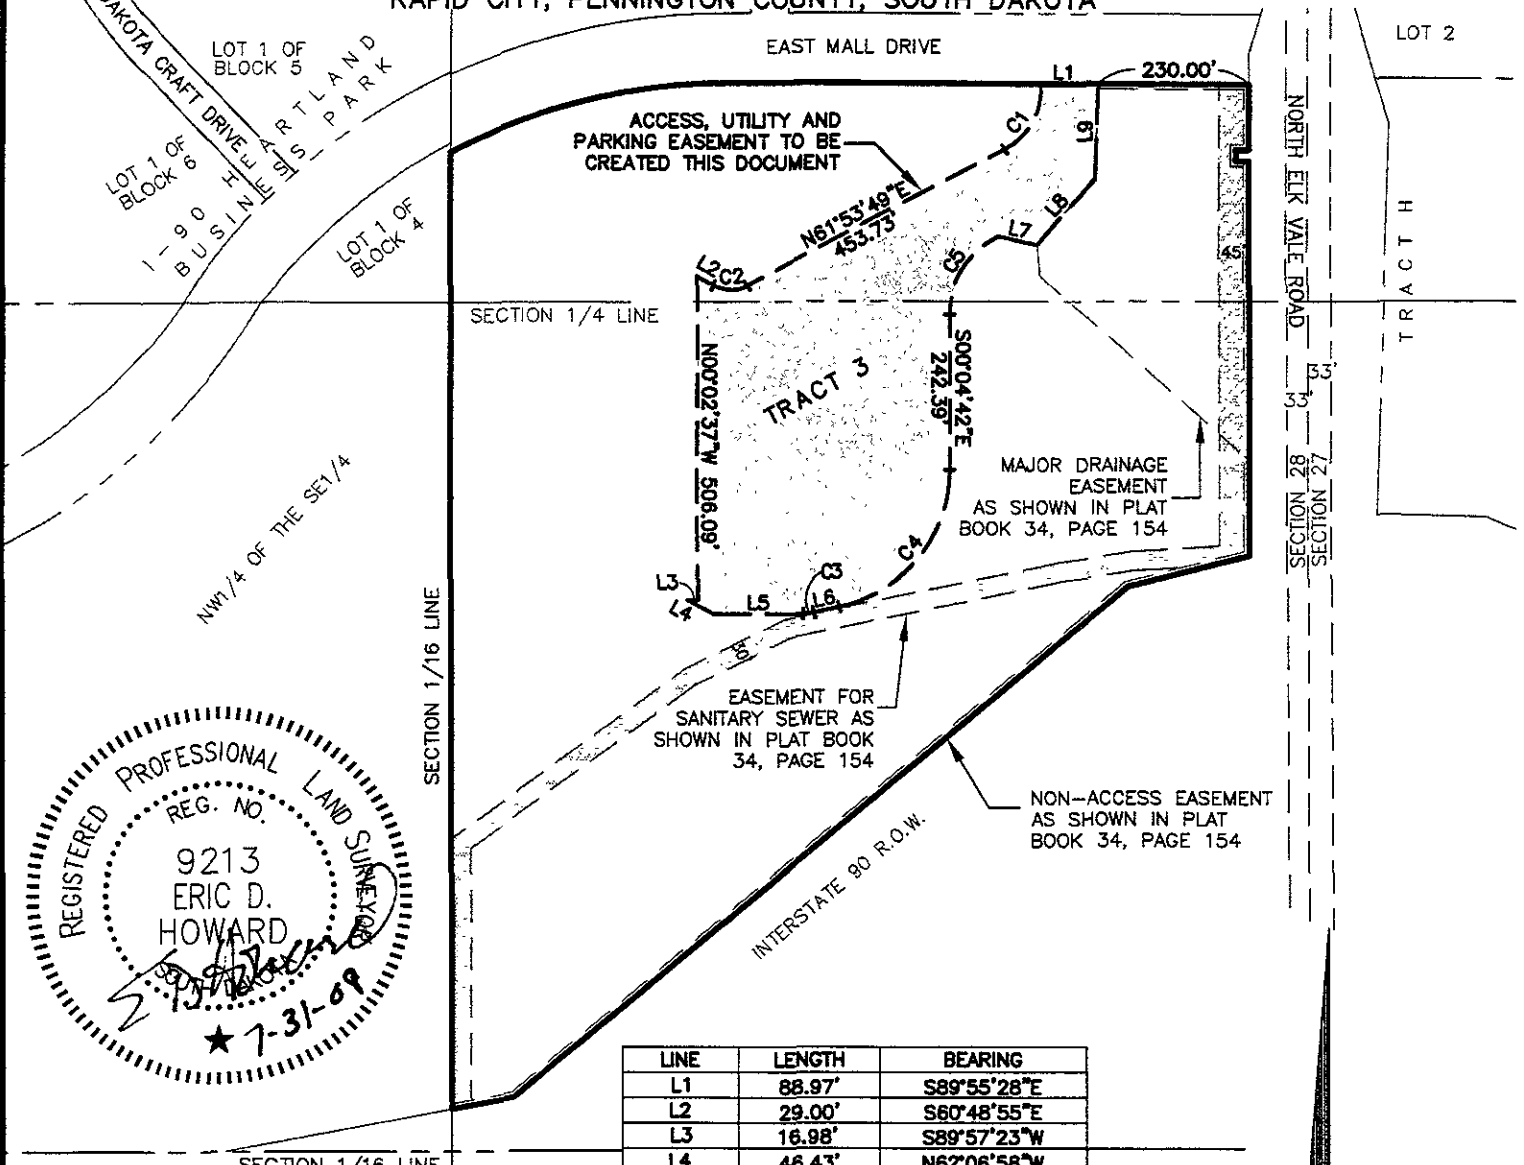 RAPID CITY, PENNINGTON COUNTY, SOUTH DAKOTA
DAKOTA CRAFT DRIVE
LOT 1 OF
BLOCK 5
EAST MALL DRIVE
LOT 2
L1
230.00'
I-90 HEARTLAND
BUSINESS PARK
LOT 1 OF
BLOCK 6
LOT 1 OF
BLOCK 4
ACCESS, UTILITY AND
PARKING EASEMENT TO BE
CREATED THIS DOCUMENT
C1
L9
N61°53'49"E
453.73'
L8
L7
C5
L2
C2
45'
NORTH ELK VALE ROAD
TRACT H
SECTION 1/4 LINE
TRACT 3
N00°02'37"W 506.09'
S00°04'42"E
242.39'
33'
33'
MAJOR DRAINAGE
EASEMENT
AS SHOWN IN PLAT
BOOK 34, PAGE 154
SECTION 28
SECTION 27
NW1/4 OF THE SE1/4
SECTION 1/16 LINE
C4
C3
L3
L4
L5
L6
EASEMENT FOR
SANITARY SEWER AS
SHOWN IN PLAT BOOK
34, PAGE 154
NON-ACCESS EASEMENT
AS SHOWN IN PLAT
BOOK 34, PAGE 154
INTERSTATE 90 R.O.W.
REGISTERED PROFESSIONAL LAND SURVEYOR
REG. NO.
9213
ERIC D.
HOWARD
SOUTH DAKOTA
7-31-09
LINE LENGTH BEARING
L1 88.97' S89°55'28"E
L2 29.00' S60°48'55"E
L3 16.98' S89°57'23"W
L4 46.43' N62°06'58"W
SECTION 1/16 LINE